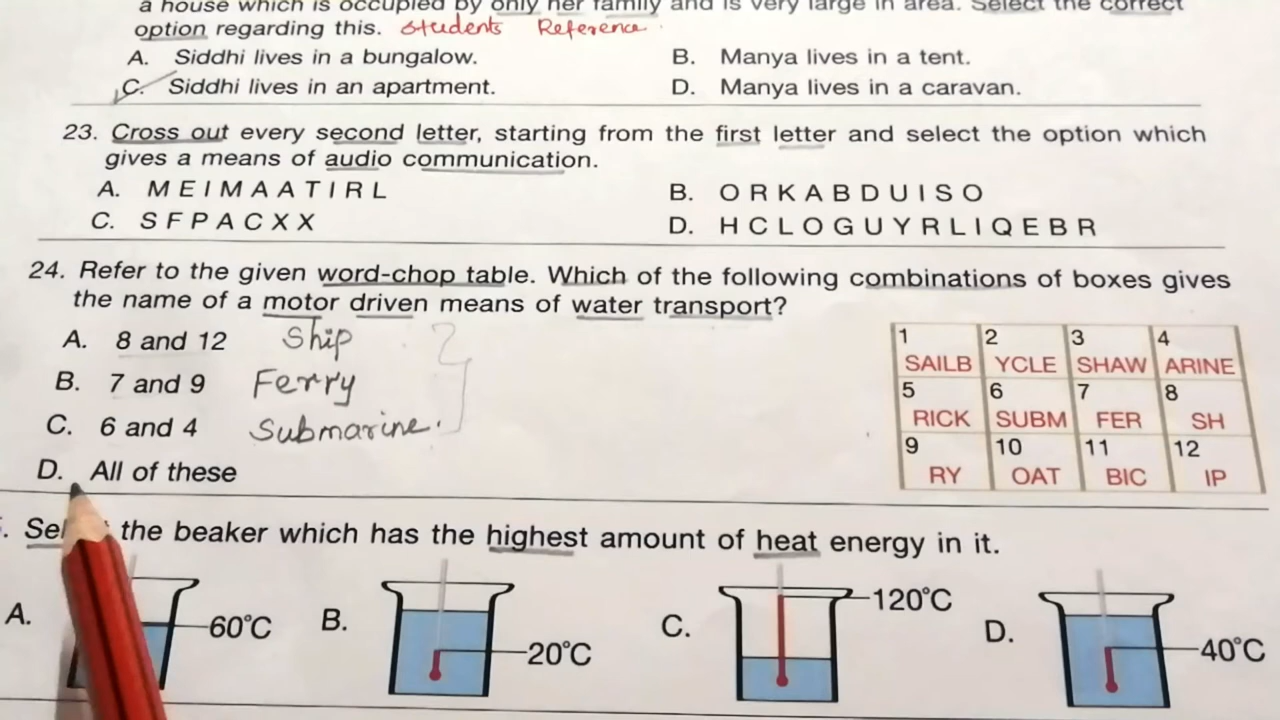 a house which is occupied by only her family and is very large in area. Select the correct
option regarding this. Students Reference
A. Siddhi lives in a bungalow.
B. Manya lives in a tent.
C. Siddhi lives in an apartment.
D. Manya lives in a caravan.
23. Cross out every second letter, starting from the first letter and select the option which
gives a means of audio communication.
A. M E I M A A T I R L
B. O R K A B D U I S O
C. S F P A C X X
D. H C L O G U Y R L I Q E B R
24. Refer to the given word-chop table. Which of the following combinations of boxes gives
the name of a motor driven means of water transport?
A. 8 and 12 Ship
B. 7 and 9 Ferry
C. 6 and 4 Submarine.
D. All of these
1 2 3 4
SAILB YCLE SHAW ARINE
5 6 7 8
RICK SUBM FER SH
9 10 11 12
RY OAT BIC IP
. the beaker which has the highest amount of heat energy in it.
A. 60°C
B. 20°C
C. 120°C
D. 40°C